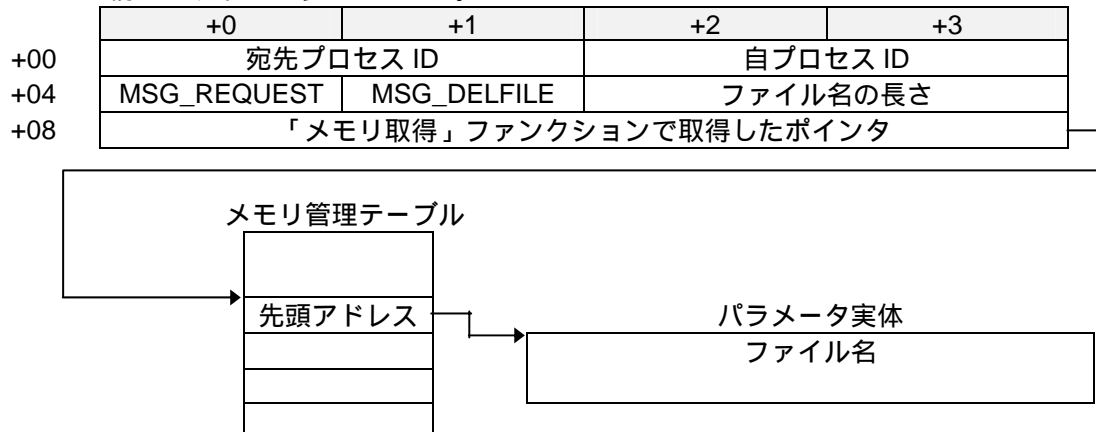 +0 +1 +2 +3
+00 宛先プロセス ID 自プロセス ID
+04 MSG_REQUEST MSG_DELFILE ファイル名の長さ
+08 「メモリ取得」ファンクションで取得したポインタ
メモリ管理テーブル
先頭アドレス パラメータ実体
ファイル名